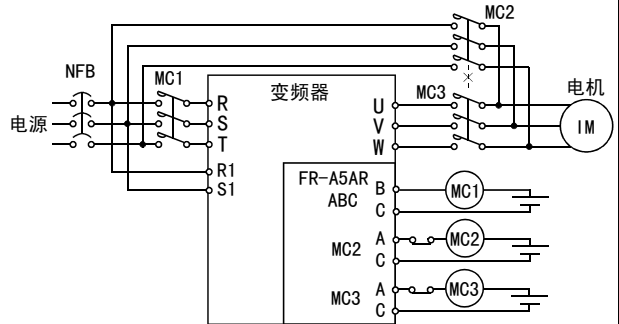 MC2
NFB
MC1
变频器
MC3
电机
电源
R
S
T
R1
S1
U
V
W
IM
FR-A5AR
ABC
B
C
MC1
MC2
A
C
MC2
MC3
A
C
MC3